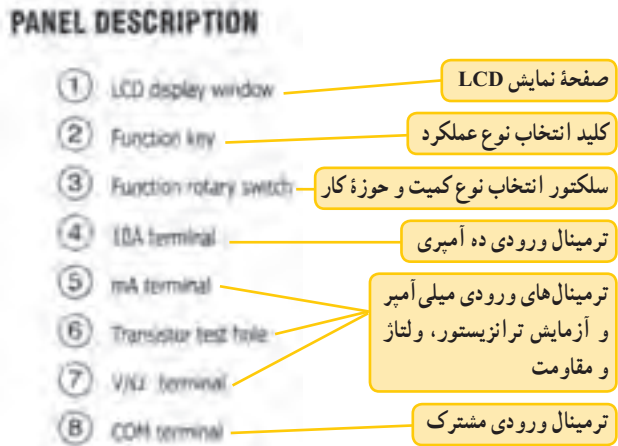 PANEL DESCRIPTION
1 LCD display window
صفحهٔ نمایش LCD
2 Function key
کلید انتخاب نوع عملکرد
3 Function rotary switch
سلکتور انتخاب نوع کمیت و حوزهٔ کار
4 10A terminal
ترمینال ورودی ده آمپری
5 mA terminal
6 Transistor test hole
7 V/Ω terminal
ترمینال‌های ورودی میلی‌آمپر
و آزمایش ترانزیستور، ولتاژ
و مقاومت
8 COM terminal
ترمینال ورودی مشترک